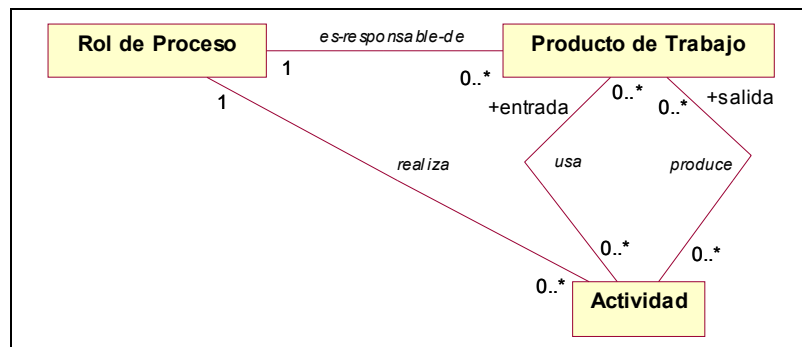 Rol de Proceso
es-responsable-de
Producto de Trabajo
1
0..*
1
+entrada
0..*
0..*
+salida
realiza
usa
produce
0..*
0..*
0..*
Actividad